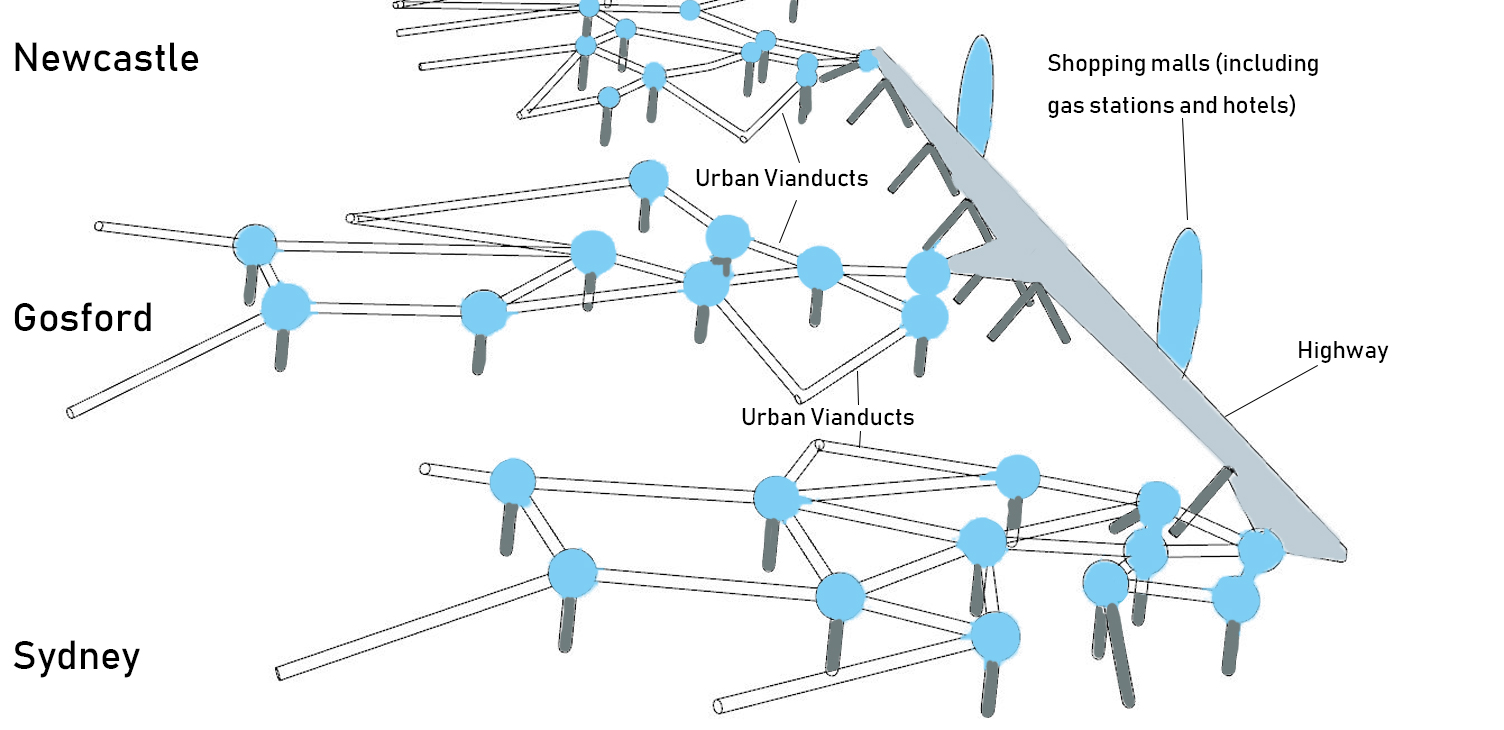 Newcastle
Shopping malls (including
gas stations and hotels)
Urban Vianducts
Gosford
Highway
Urban Vianducts
Sydney